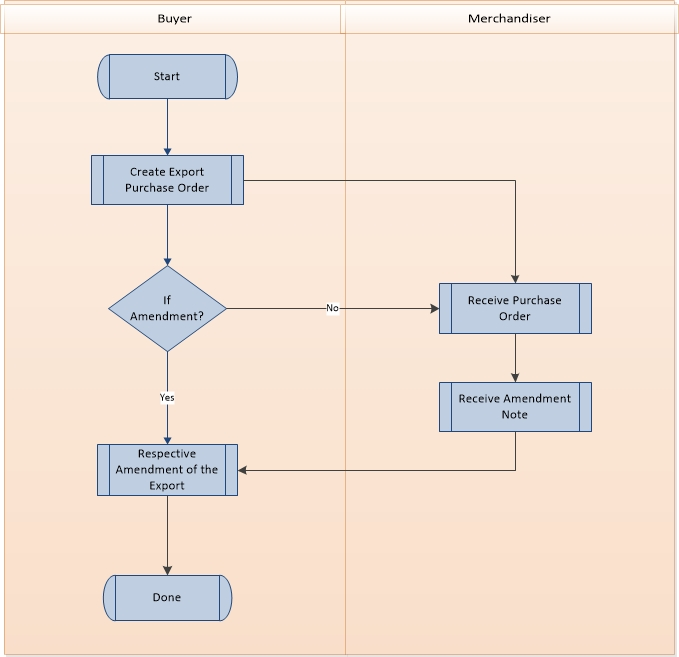 Buyer
Merchandiser
Start
Create Export
Purchase Order
If
Amendment?
No
Receive Purchase
Order
Yes
Receive Amendment
Note
Respective
Amendment of the
Export
Done